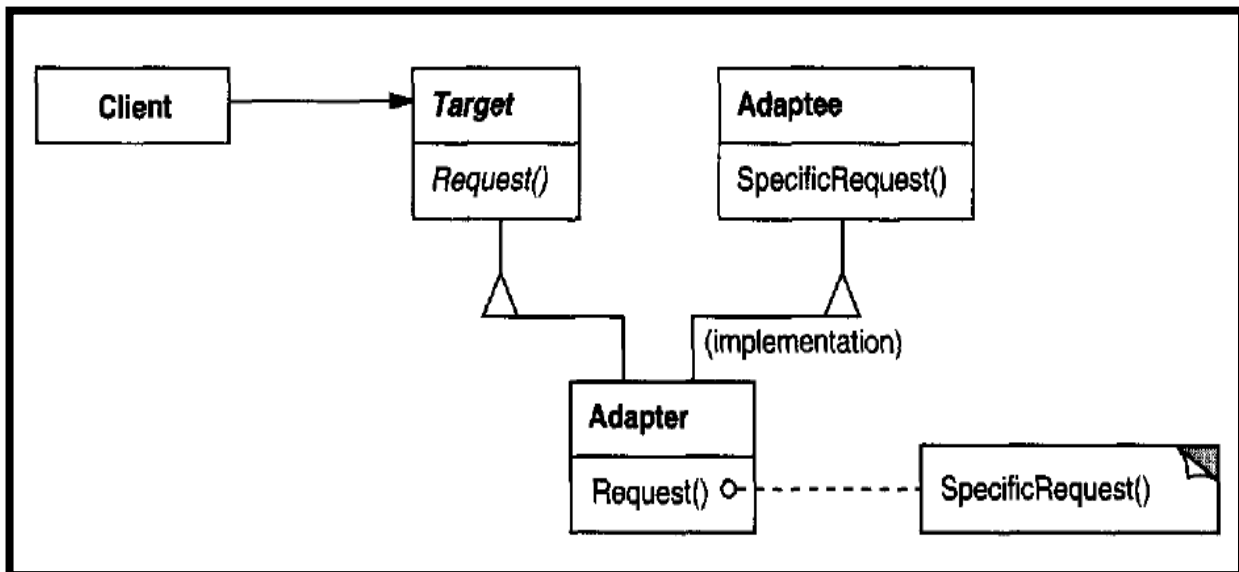 Client
Target
Request()
Adaptee
SpecificRequest()
(implementation)
Adapter
Request()
SpecificRequest()